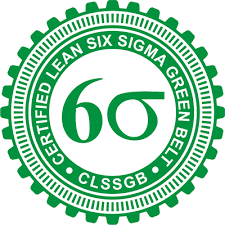 CERTIFIED LEAN SIX SIGMA GREEN BELT
6σ
• CLSSGB •